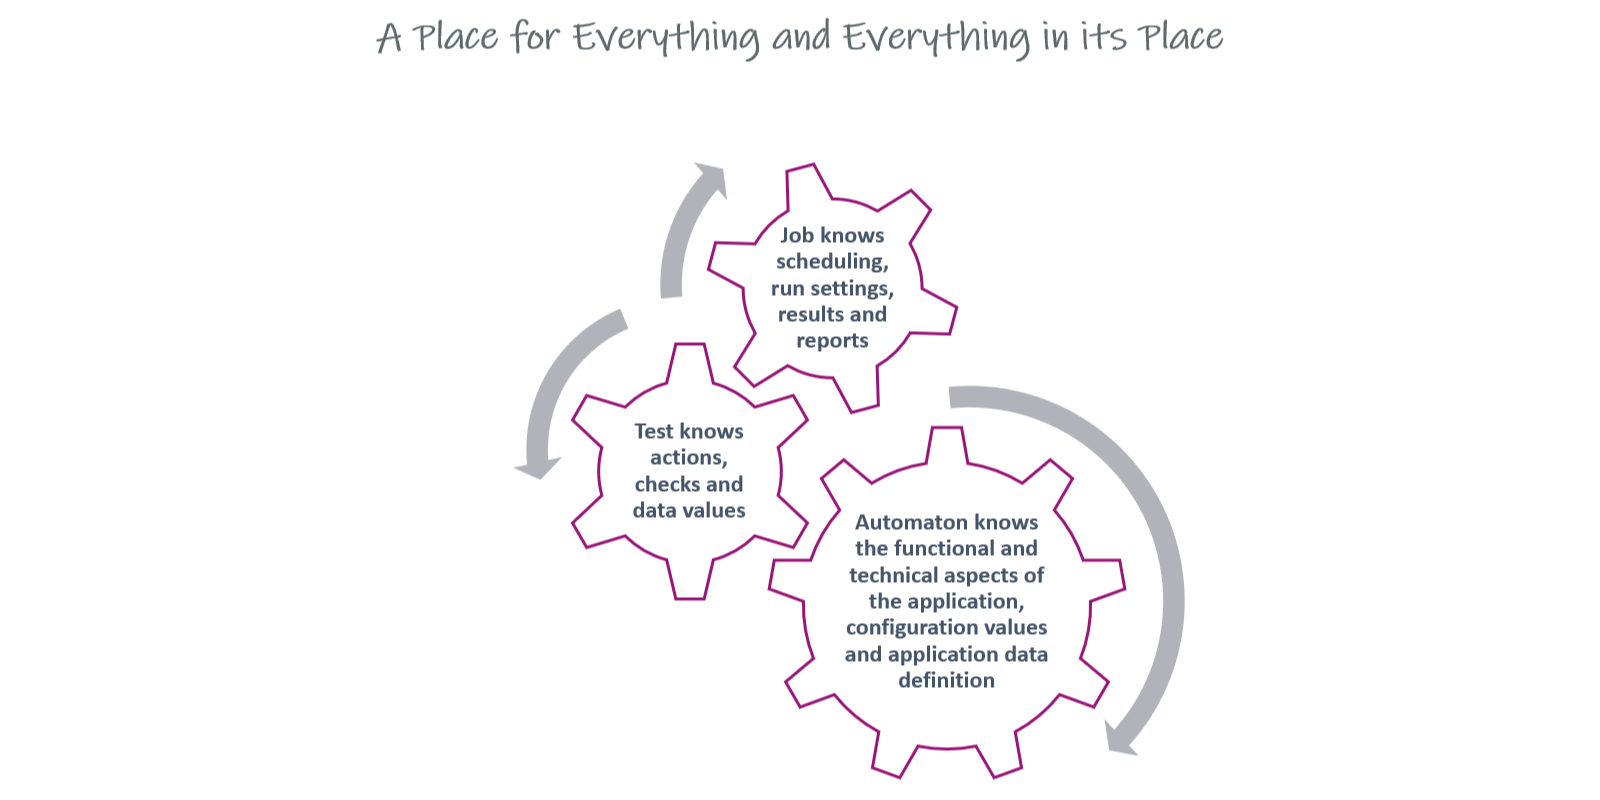 A Place for Everything and Everything in its Place
Job knows
scheduling,
run settings,
results and
reports
Test knows
actions,
checks and
data values
Automaton knows
the functional and
technical aspects of
the application,
configuration values
and application data
definition